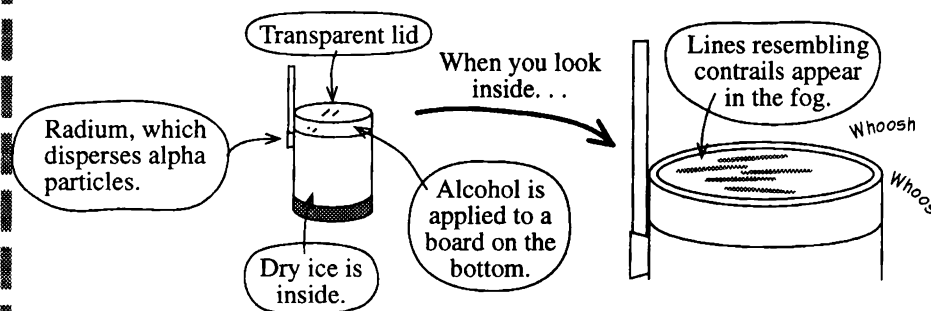 Transparent lid
When you look
inside. . .
Lines resembling
contrails appear
in the fog.
Whoosh
Radium, which
disperses alpha
particles.
Alcohol is
applied to a
board on the
bottom.
Dry ice is
inside.